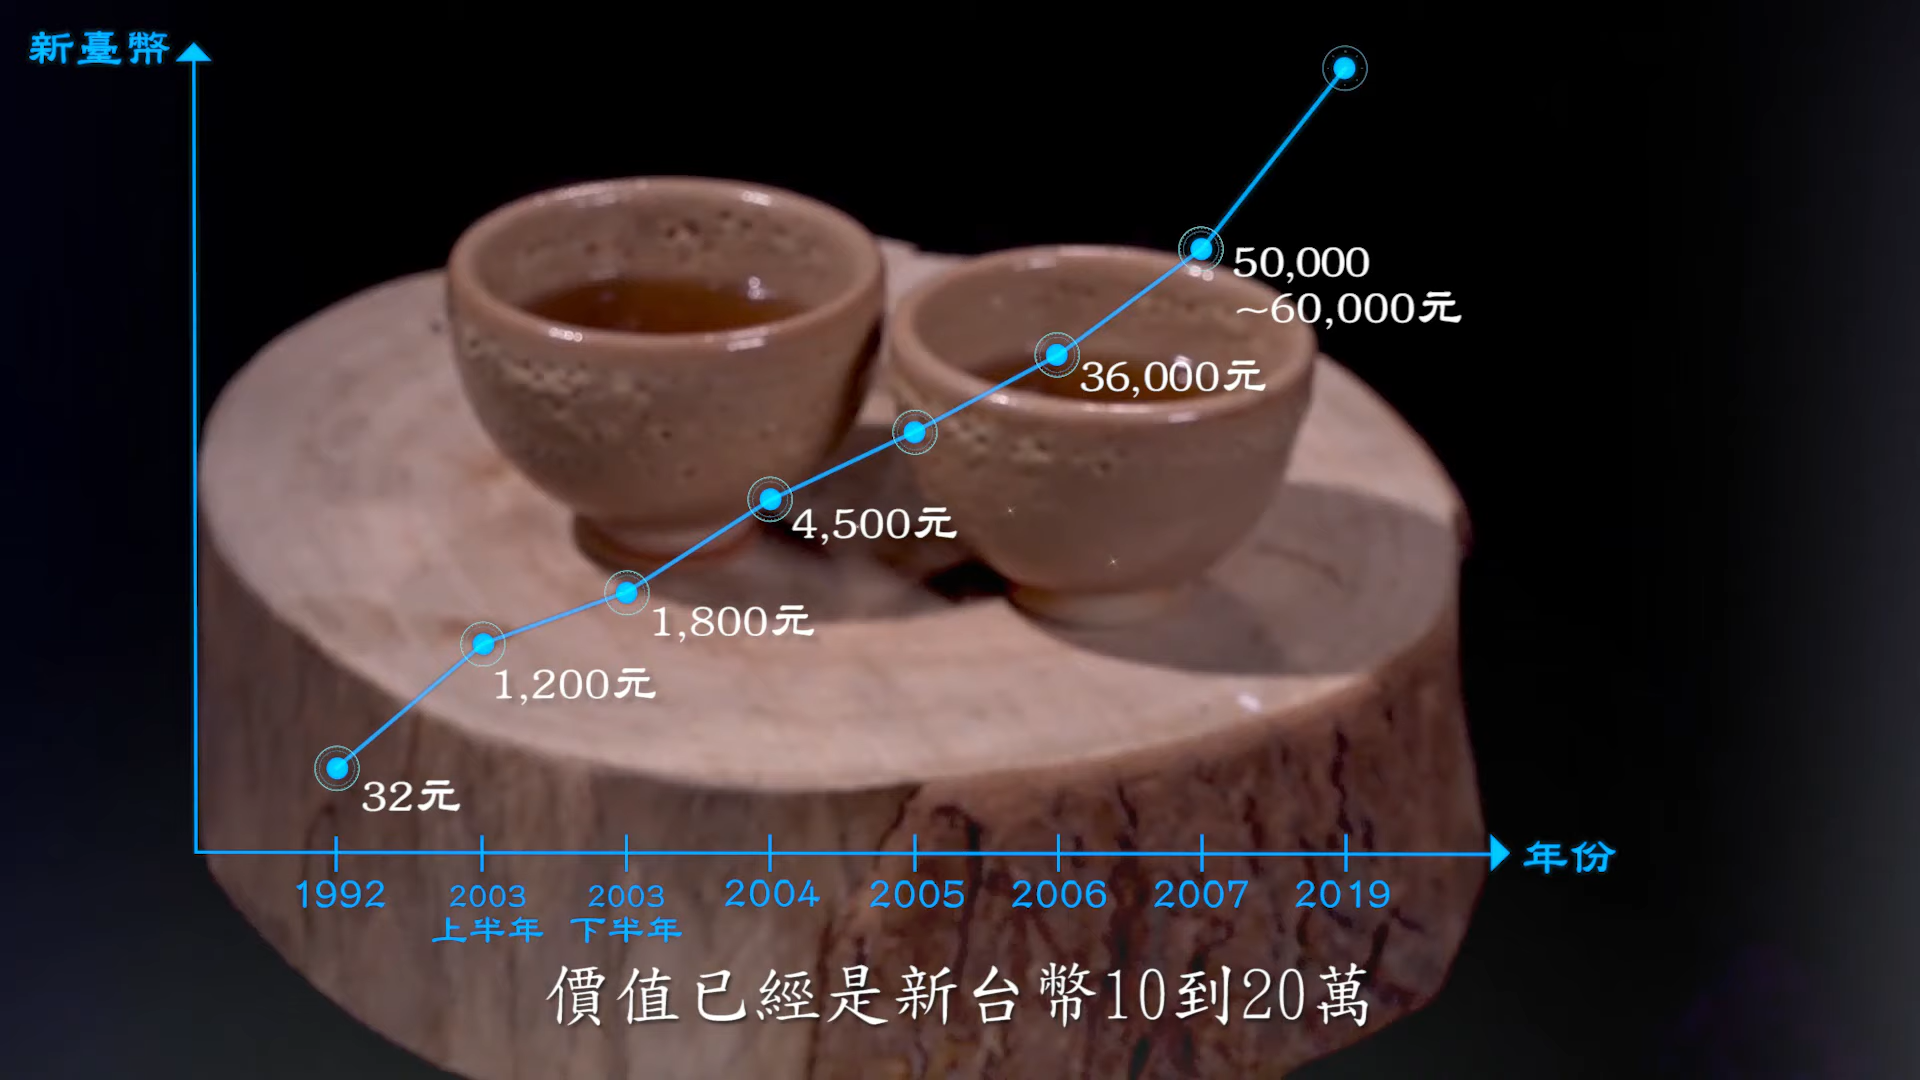 新臺幣
50,000
~60,000元
36,000元
4,500元
1,800元
1,200元
32元
年份
1992
2003
上半年
2003
下半年
2004
2005
2006
2007
2019
價值已經是新台幣10到20萬